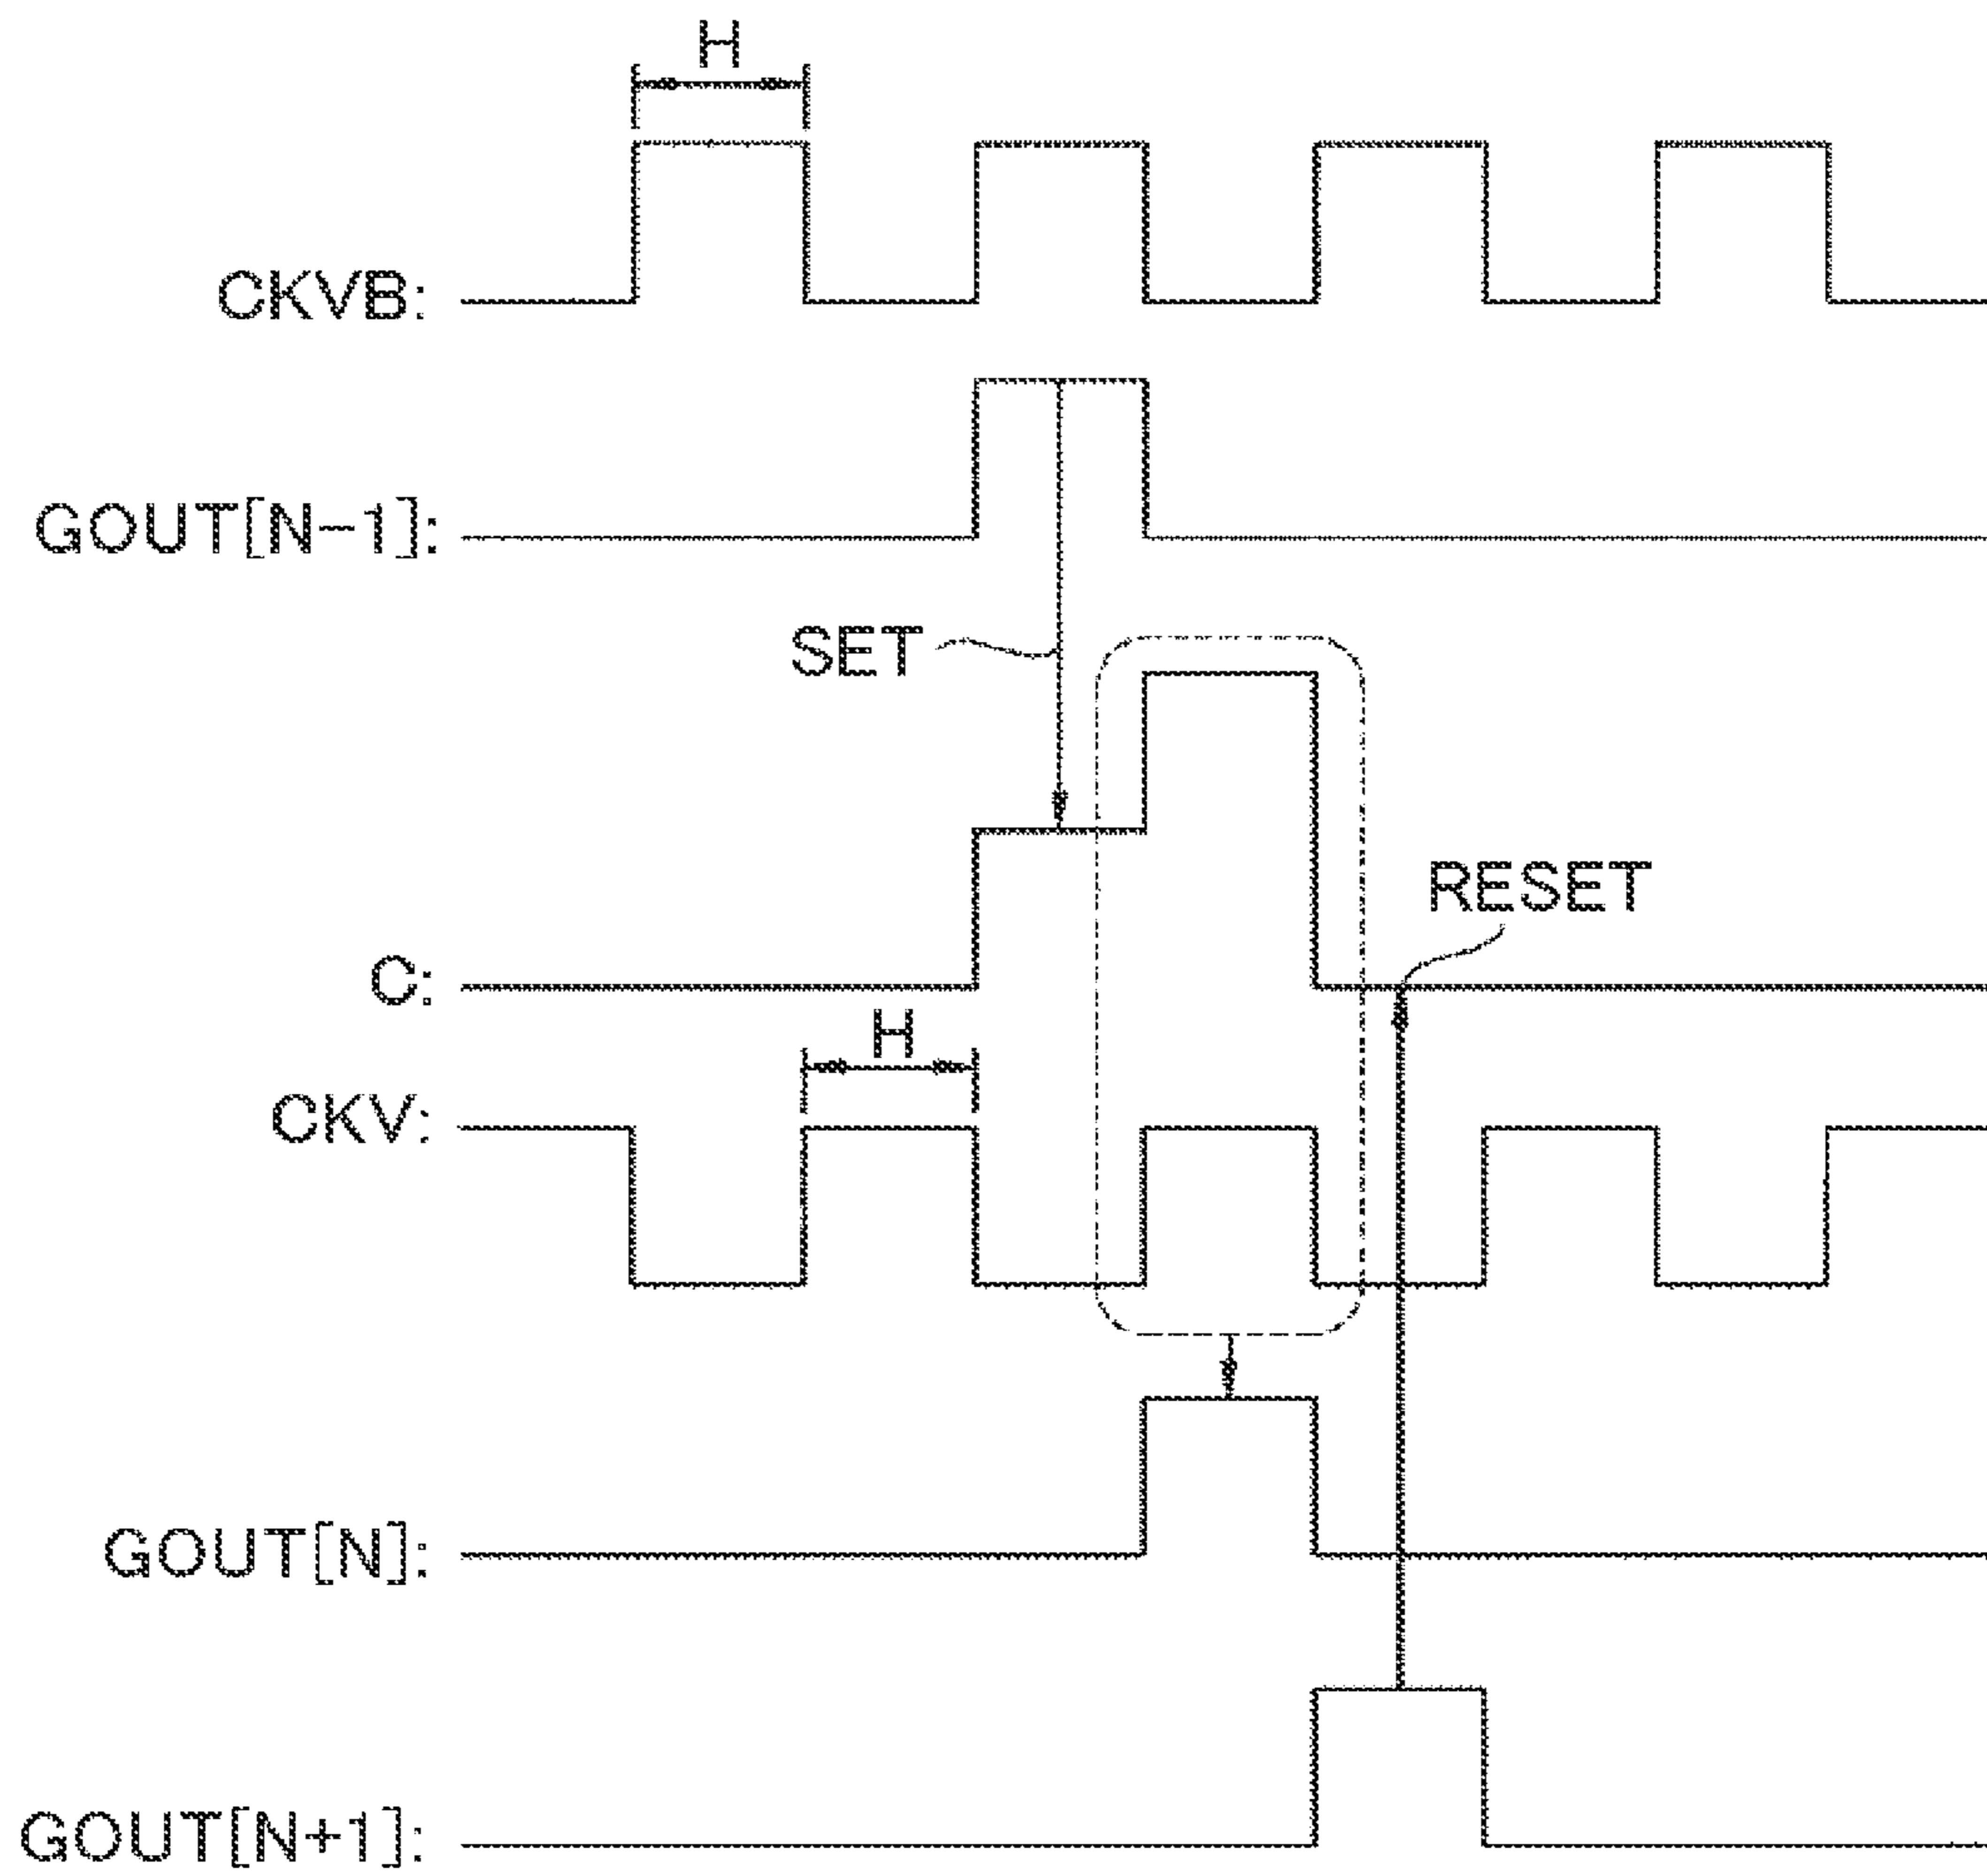 H
CKVB:
GOUT[N-1]:
SET
RESET
C:
H
CKV:
GOUT[N]:
GOUT[N+1]: